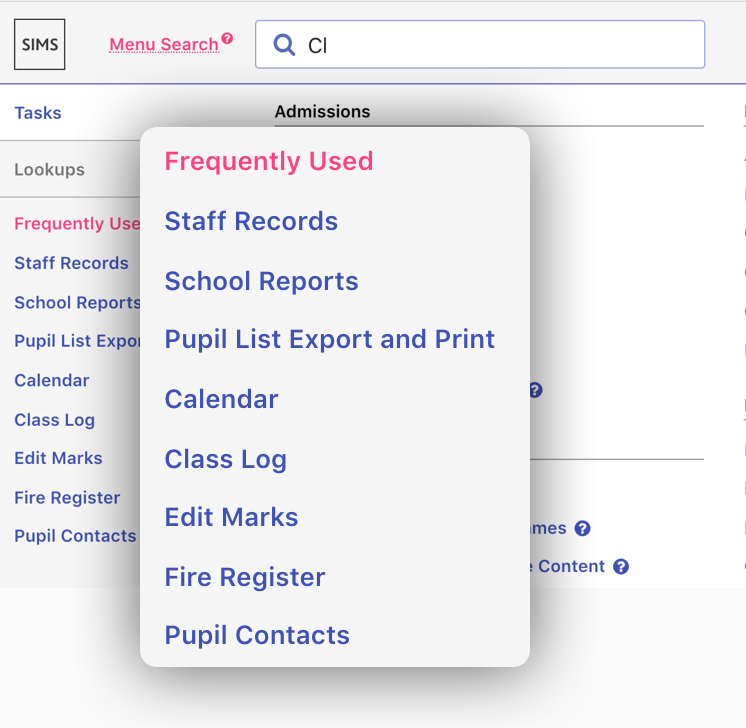 SIMS
Menu Search
Cl
Tasks
Lookups
Frequently Use
Staff Records
School Reports
Pupil List Expor
Calendar
Class Log
Edit Marks
Fire Register
Pupil Contacts
Admissions
Frequently Used
Staff Records
School Reports
Pupil List Export and Print
Calendar
Class Log
Edit Marks
Fire Register
Pupil Contacts
Content